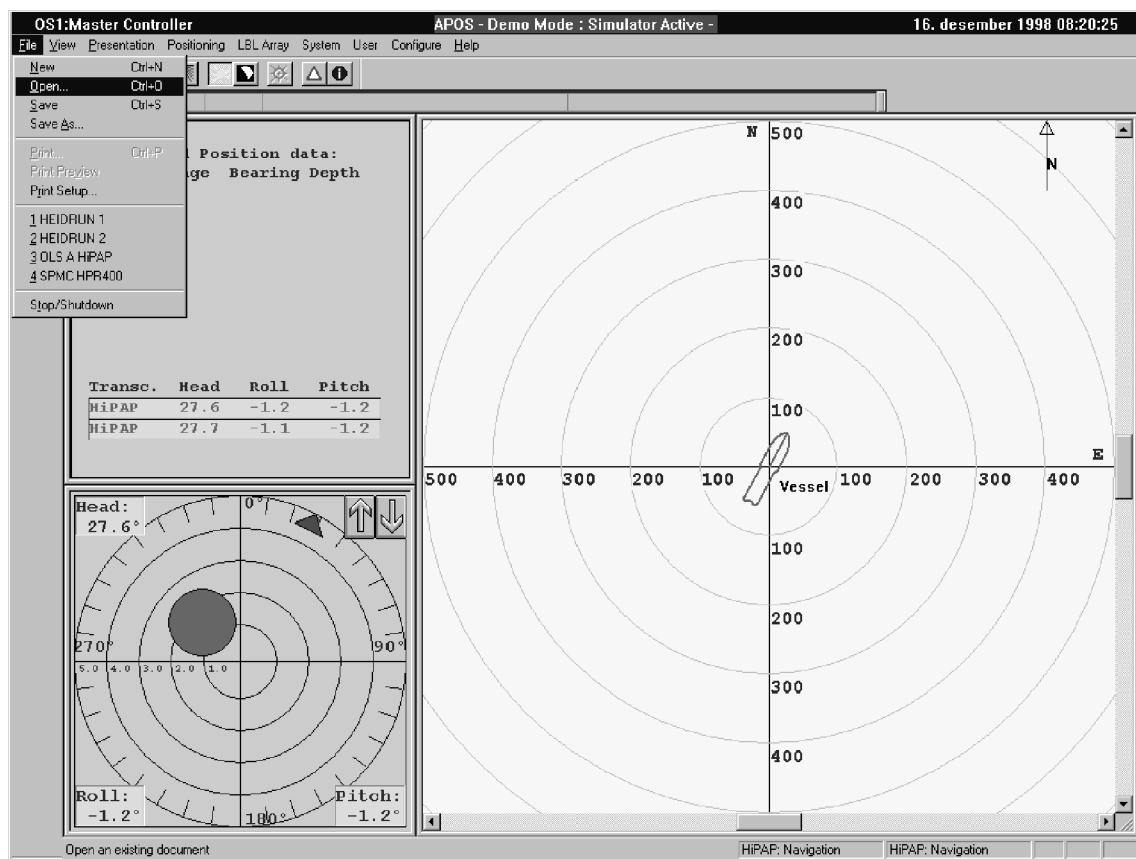 OS1:Master Controller APOS - Demo Mode : Simulator Active - 16. desember 1998 08:20:25
File View Presentation Positioning LBL Array System User Configure Help
New Ctrl+N
Open... Ctrl+O
Save Ctrl+S
Save As...
Print... Ctrl+P
Print Preview
Print Setup...
1 HEIDRUN 1
2 HEIDRUN 2
3 OLS A HiPAP
4 SPMC HPR400
Stop/Shutdown
Position data:
Bearing Depth
Transc. Head Roll Pitch
HiPAP 27.6 -1.2 -1.2
HiPAP 27.7 -1.1 -1.2
Head:
27.6°
0°
270°
90°
5.0 4.0 3.0 2.0 1.0
Roll:
-1.2°
180°
Pitch:
-1.2°
N 500
N
400
300
200
100
E
500 400 300 200 100 Vessel 100 200 300 400
100
200
300
400
Open an existing document HiPAP: Navigation HiPAP: Navigation